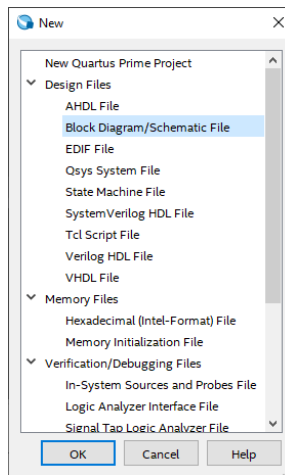 New
New Quartus Prime Project
Design Files
AHDL File
Block Diagram/Schematic File
EDIF File
Qsys System File
State Machine File
SystemVerilog HDL File
Tcl Script File
Verilog HDL File
VHDL File
Memory Files
Hexadecimal (Intel-Format) File
Memory Initialization File
Verification/Debugging Files
In-System Sources and Probes File
Logic Analyzer Interface File
Signal Tap Logic Analyzer File
OK Cancel Help